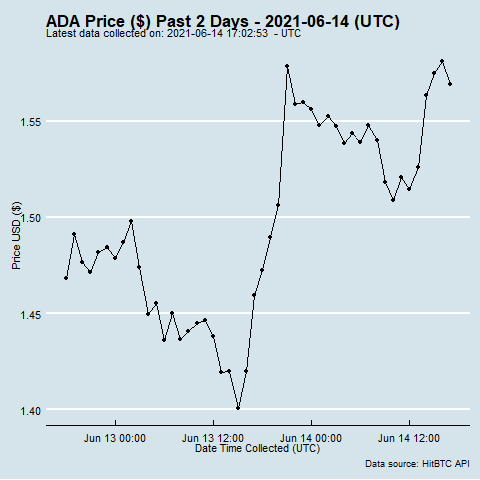 ADA Price ($) Past 2 Days - 2021-06-14 (UTC)
Latest data collected on: 2021-06-14 17:02:53 - UTC
Price USD ($)
1.55
1.50
1.45
1.40
Jun 13 00:00 Jun 13 12:00 Jun 14 00:00 Jun 14 12:00
Date Time Collected (UTC)
Data source: HitBTC API